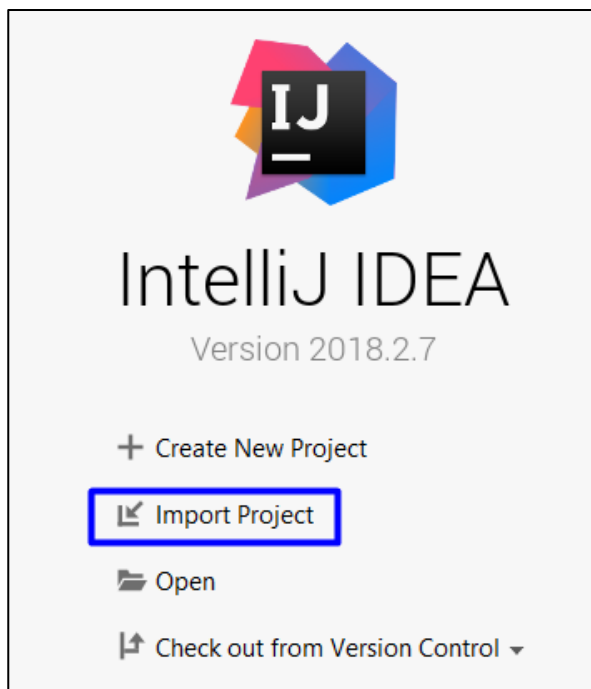 IJ
IntelliJ IDEA
Version 2018.2.7
Create New Project
Import Project
Open
Check out from Version Control